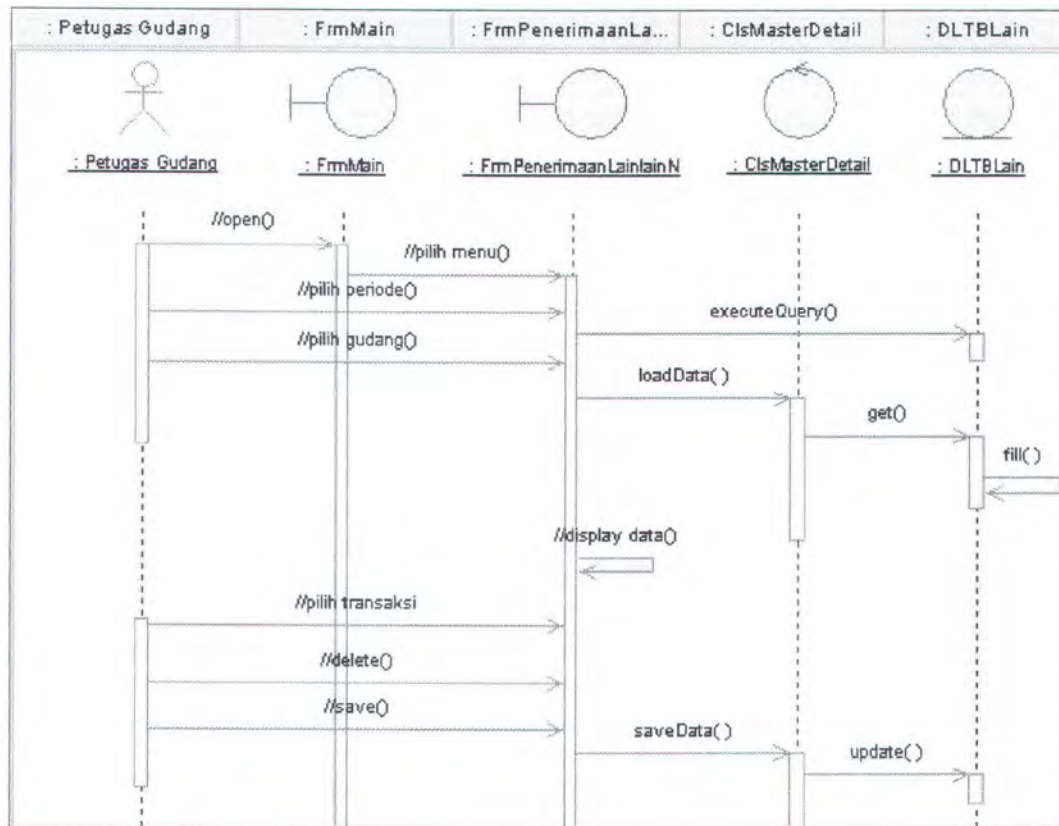 : Petugas Gudang : FrmMain : FrmPenerimaanLa... : ClsMasterDetail : DLTBLain
: Petugas Gudang : FrmMain : FrmPenerimaanLainlainN : ClsMasterDetail : DLTBLain
//open()
//pilih menu()
//pilih periode()
executeQuery()
//pilih gudang()
loadData( )
get()
fill( )
//display data()
//pilih transaksi
//delete()
//save()
saveData( )
update( )